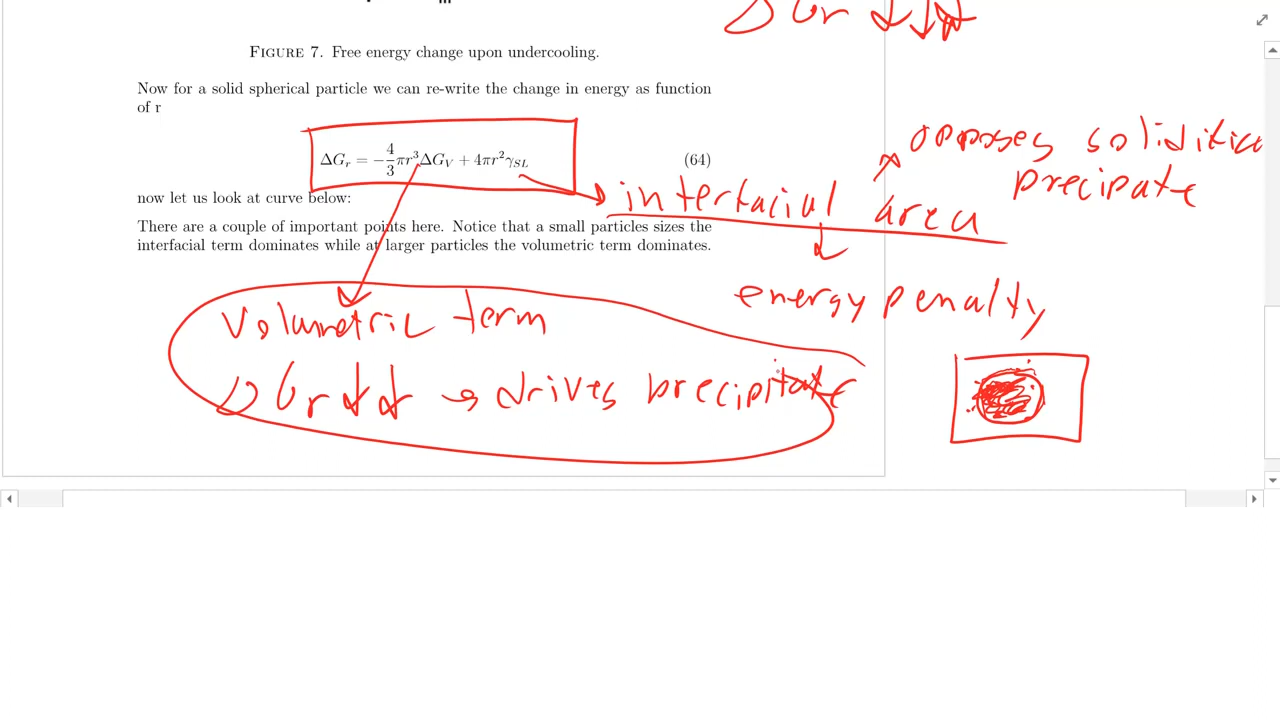 FIGURE 7. Free energy change upon undercooling.
Now for a solid spherical particle we can re-write the change in energy as function
of r
ΔG_r = −4/3 πr³ΔG_V + 4πr²γ_SL (64)
now let us look at curve below:
There are a couple of important points here. Notice that a small particles sizes the
interfacial term dominates while at larger particles the volumetric term dominates.
opposes
precipate
interfacial area
energy penalty
Volumetric term
ΔGr ↓↓ → drives precipitate